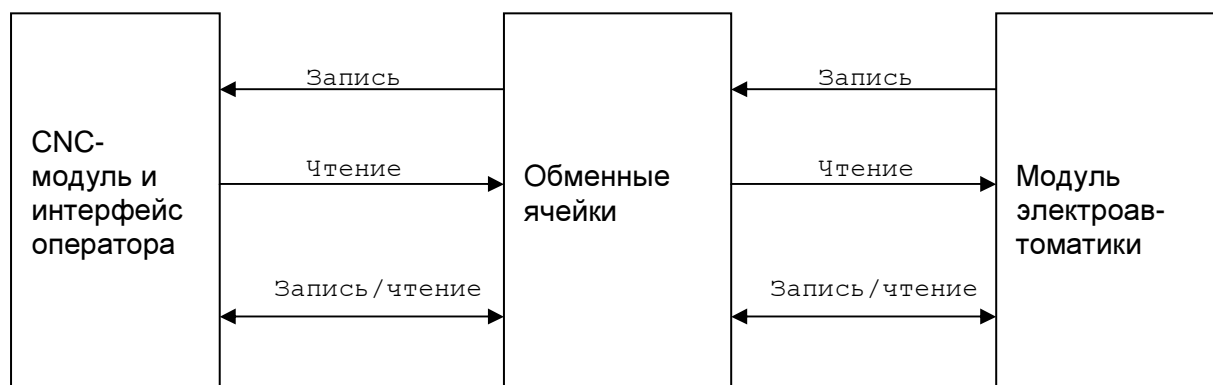 Запись
Запись
CNC-
модуль и
интерфейс
оператора
Чтение
Обменные
ячейки
Чтение
Модуль
электроав-
томатики
Запись/чтение
Запись/чтение